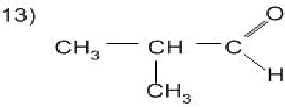 13)
O
CH₃ — CH — C
H
CH₃